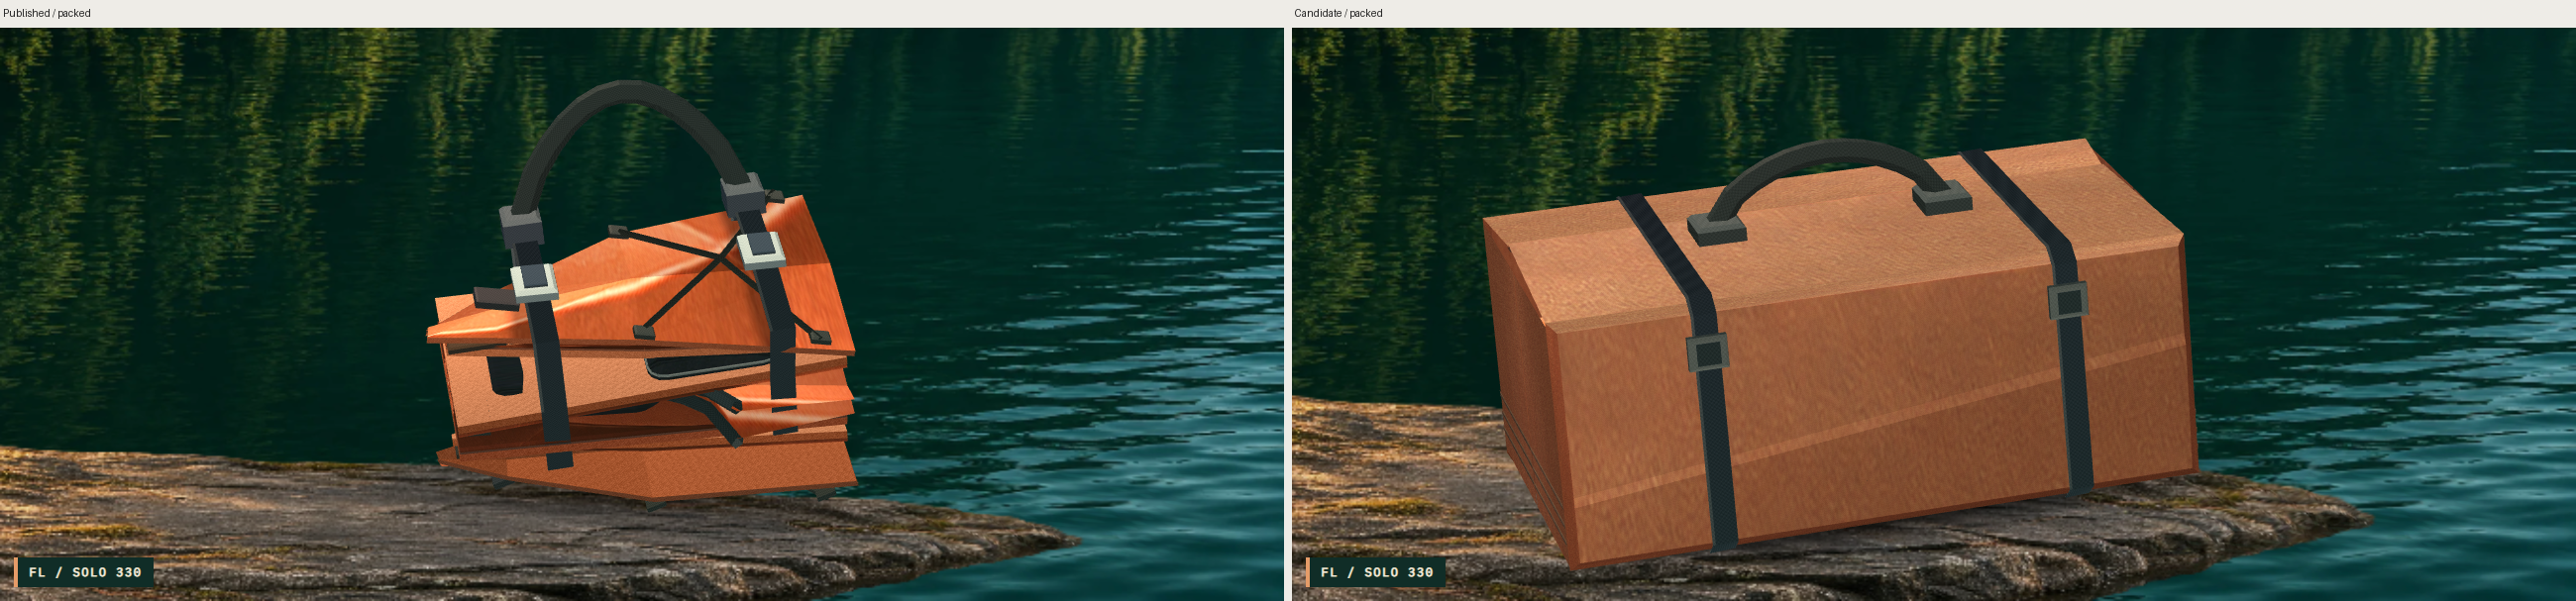 Published / packed
Candidate / packed
FL / SOLO 330
FL / SOLO 330